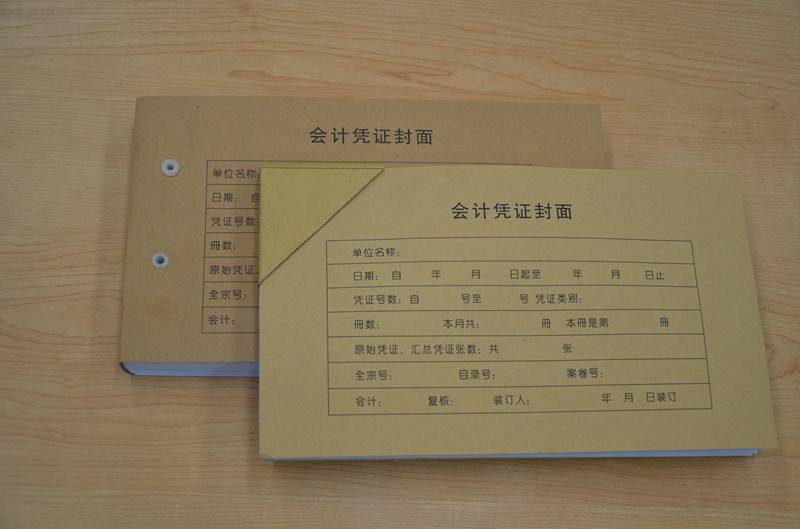 会计凭证封面
单位名称:
日期: 自
凭证号数:
册数:
原始凭证、
全宗号:
会计:
会计凭证封面
单位名称:
日期: 自 年 月 日起至 年 月 日止
凭证号数: 自 号至 号 凭证类别:
册数: 本月共: 册 本册是第 册
原始凭证、汇总凭证张数: 共 张
全宗号: 目录号: 案卷号:
会计: 复核: 装订人: 年 月 日装订